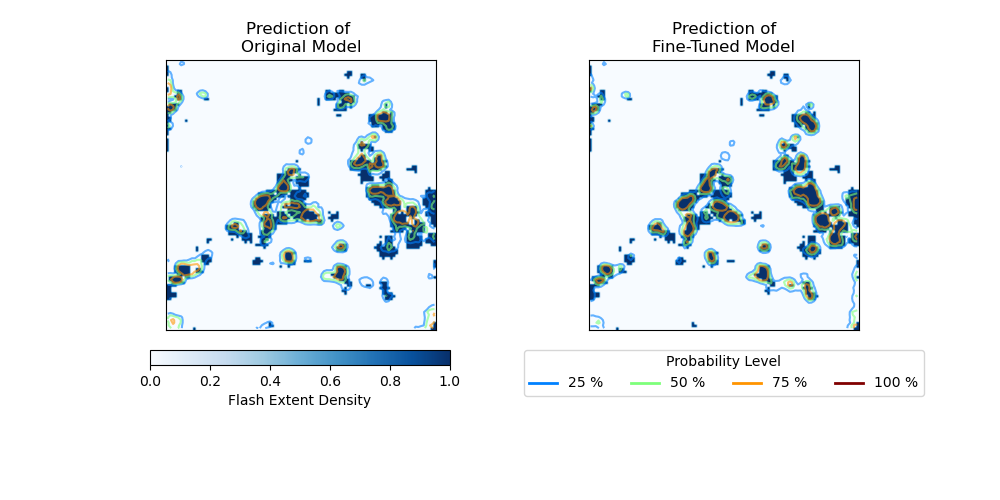 Prediction of
Original Model
Prediction of
Fine-Tuned Model
0.0 0.2 0.4 0.6 0.8 1.0
Flash Extent Density
Probability Level
25 % 50 % 75 % 100 %